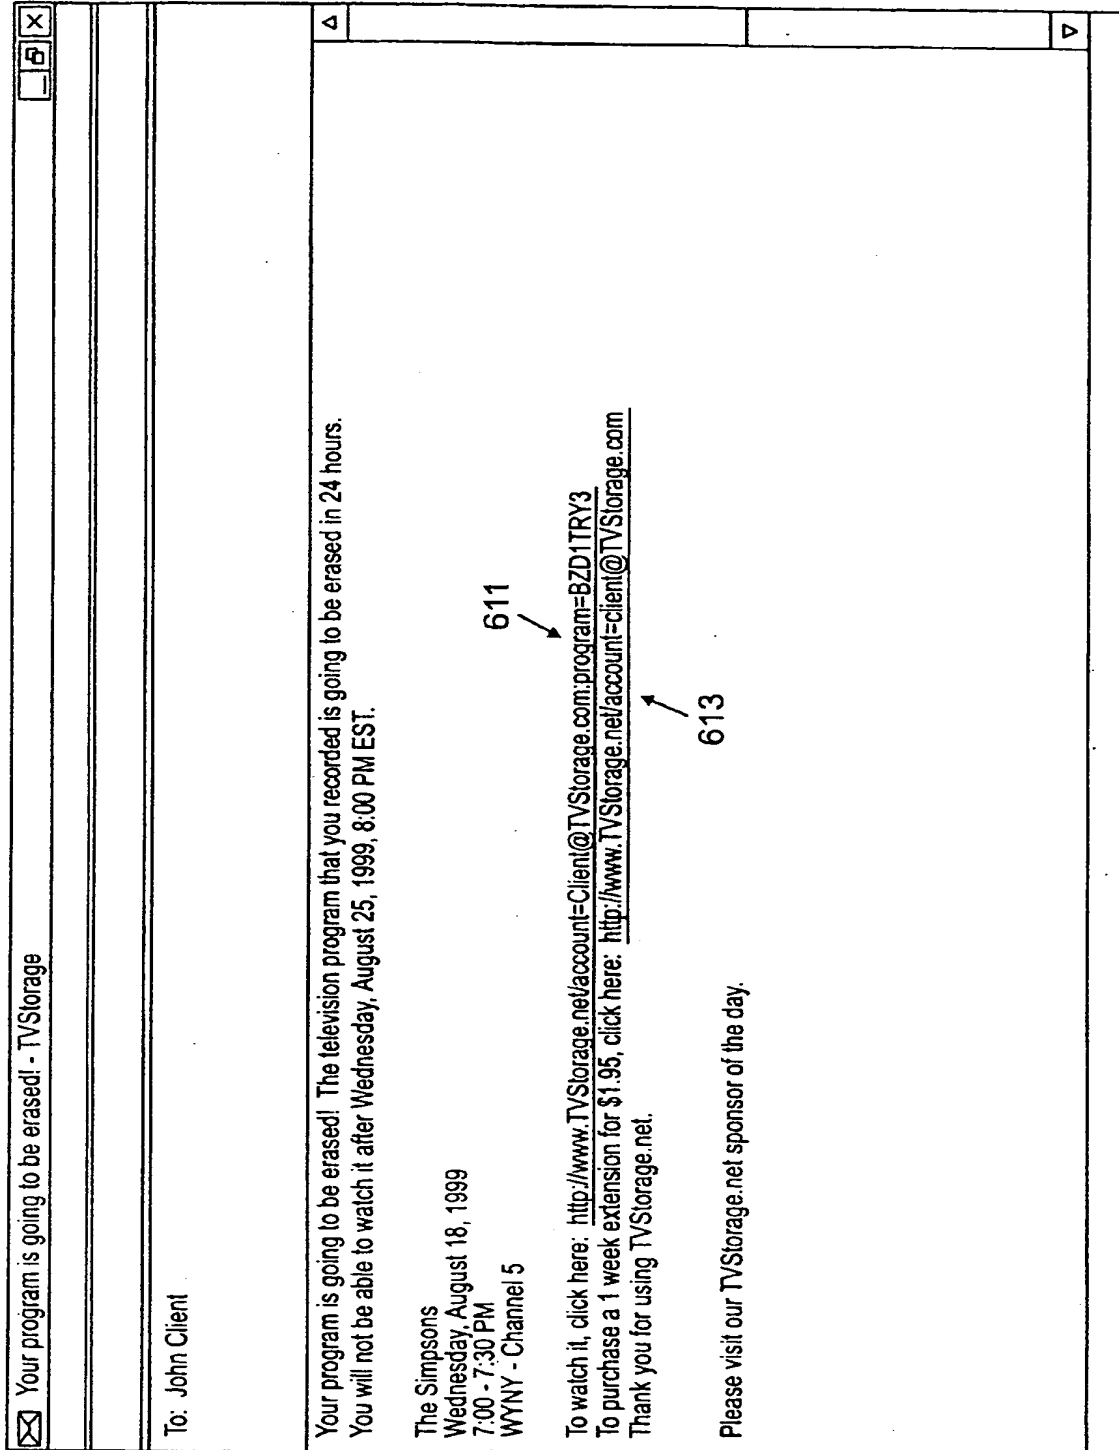 Your program is going to be erased! - TVStorage
To: John Client
Your program is going to be erased! The television program that you recorded is going to be erased in 24 hours.
You will not be able to watch it after Wednesday, August 25, 1999, 8:00 PM EST.
The Simpsons
Wednesday, August 18, 1999
7:00 - 7:30 PM
WYNY - Channel 5
611
To watch it, click here: http://www.TVStorage.net/account=Client@TVStorage.com:program=BZD1TRY3
To purchase a 1 week extension for $1.95, click here: http://www.TVStorage.net/account=client@TVStorage.com
Thank you for using TVStorage.net.
613
Please visit our TVStorage.net sponsor of the day.